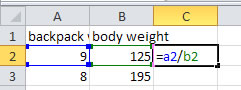 A B C
1 backpack body weight
2 9 125 =a2/b2
3 8 195